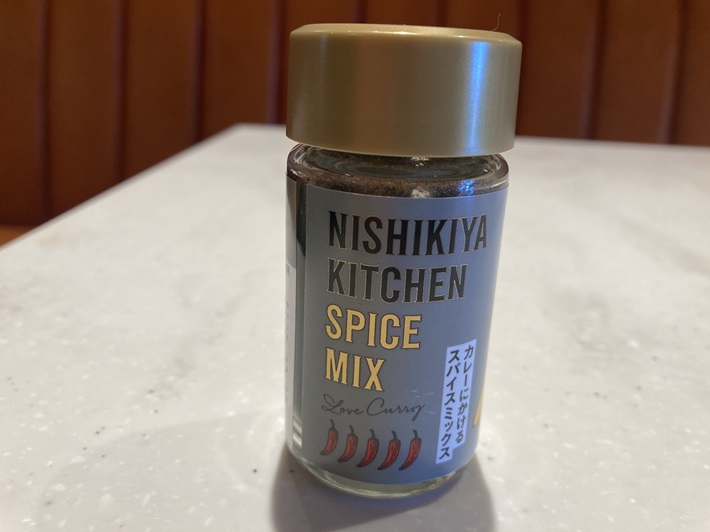 NISHIKIYA
KITCHEN
SPICE
MIX
Love Curry
カレーにかける
スパイスミックス